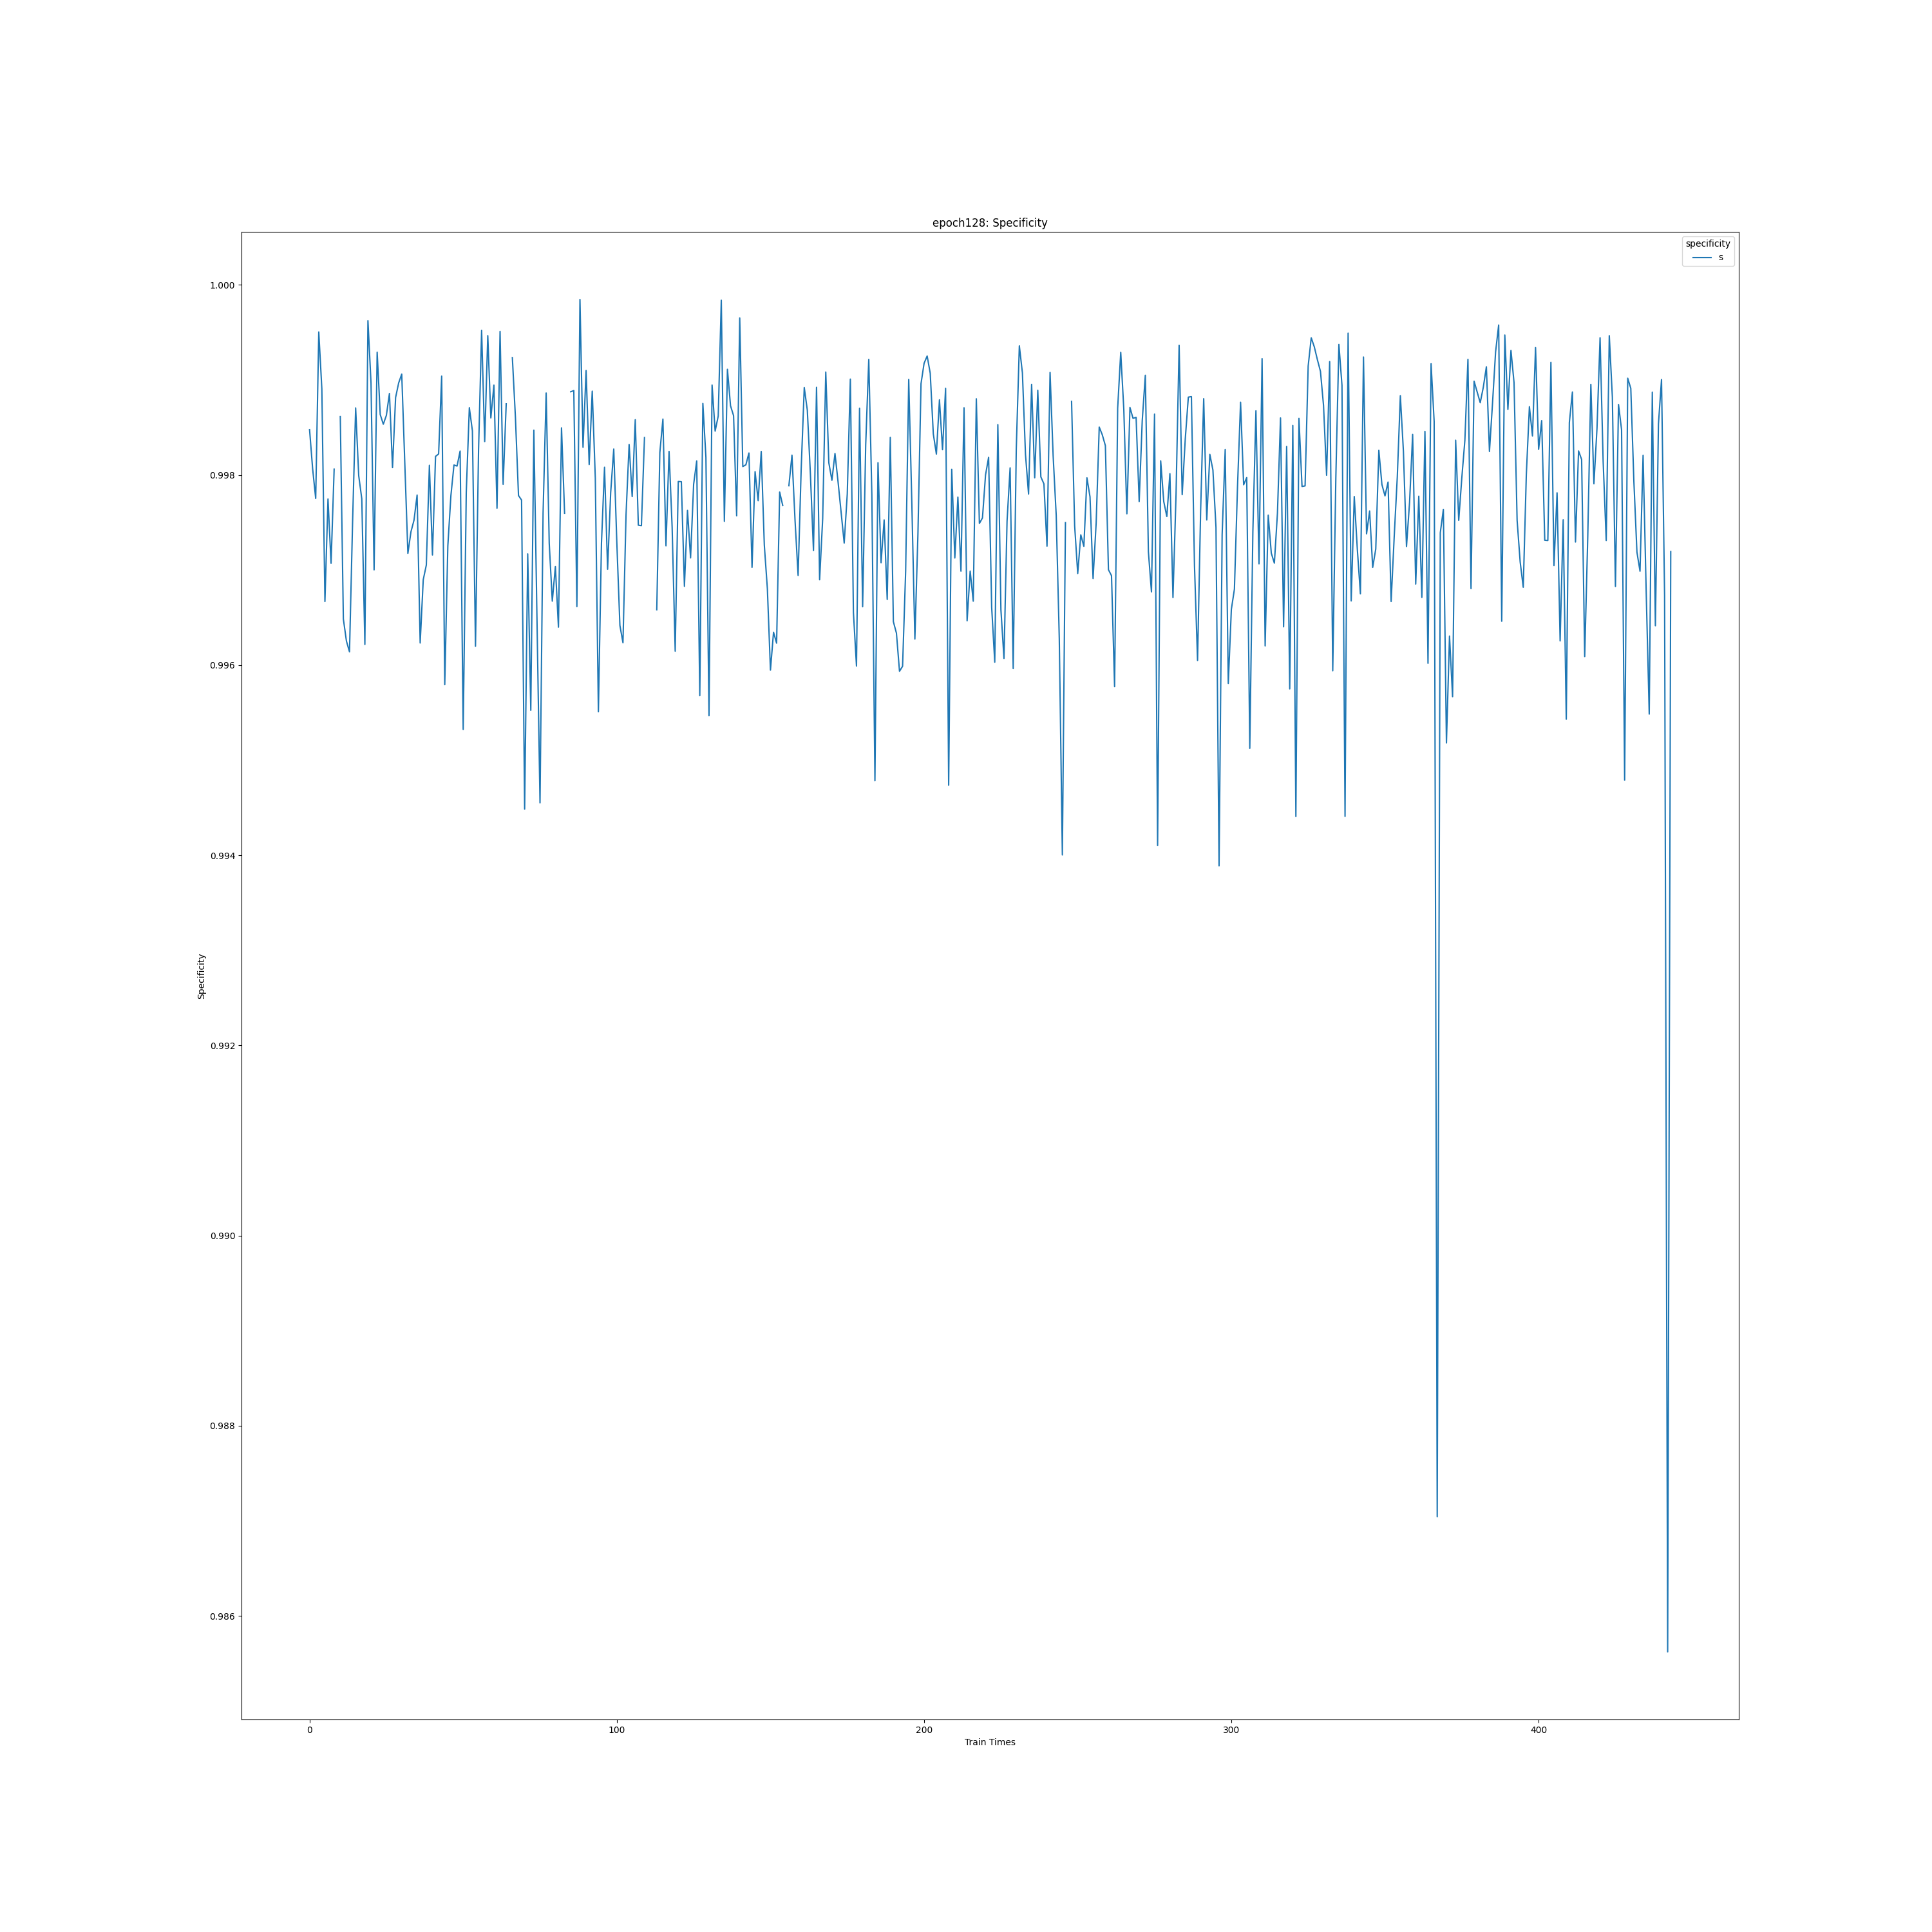 epoch128: Specificity
specificity
s
1.000
0.998
0.996
0.994
0.992
0.990
0.988
0.986
Specificity
0 100 200 300 400
Train Times